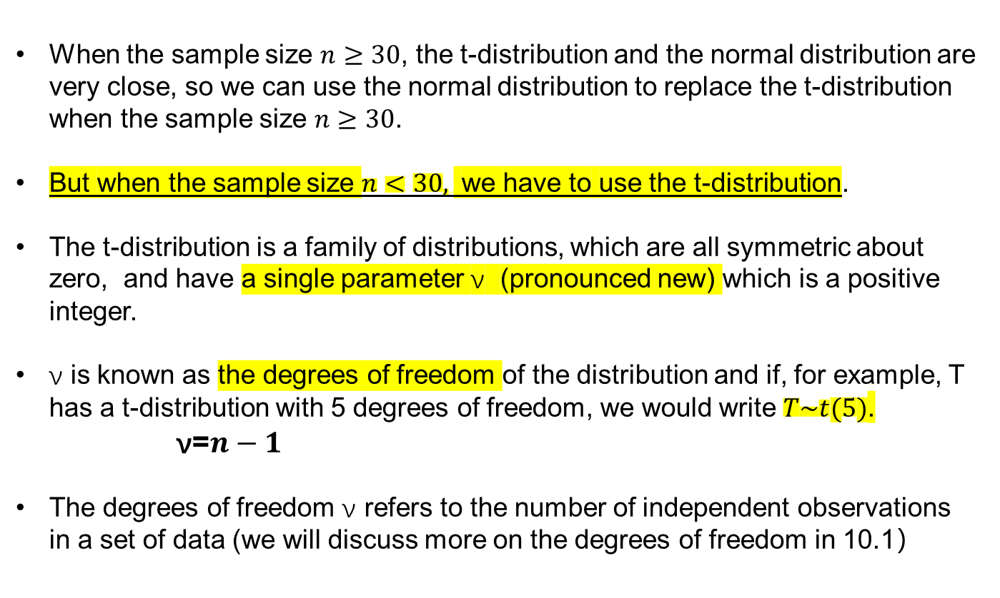 • When the sample size n ≥ 30, the t-distribution and the normal distribution are
very close, so we can use the normal distribution to replace the t-distribution
when the sample size n ≥ 30.
• But when the sample size n < 30, we have to use the t-distribution.
• The t-distribution is a family of distributions, which are all symmetric about
zero, and have a single parameter ν (pronounced new) which is a positive
integer.
• ν is known as the degrees of freedom of the distribution and if, for example, T
has a t-distribution with 5 degrees of freedom, we would write T~t(5).
ν=n − 1
• The degrees of freedom ν refers to the number of independent observations
in a set of data (we will discuss more on the degrees of freedom in 10.1)